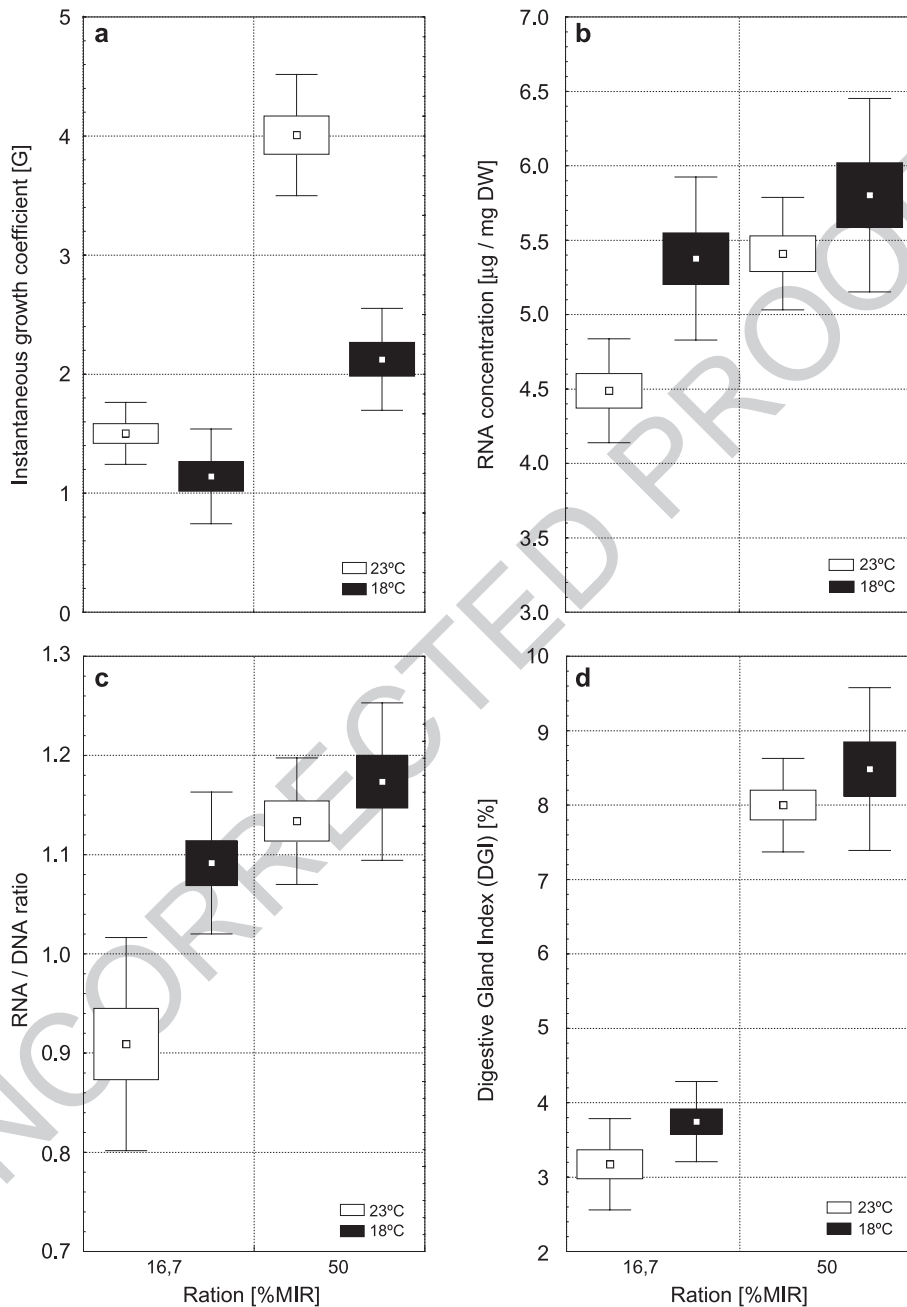 a
Instantaneous growth coefficient [G]
5
4
3
2
1
0
23ºC
18ºC
b
RNA concentration [µg / mg DW]
7.0
6.5
6.0
5.5
5.0
4.5
4.0
3.5
3.0
23ºC
18ºC
c
RNA / DNA ratio
1.3
1.2
1.1
1.0
0.9
0.8
0.7
23ºC
18ºC
16,7
50
Ration [%MIR]
d
Digestive Gland Index (DGI) [%]
10
9
8
7
6
5
4
3
2
23ºC
18ºC
16,7
50
Ration [%MIR]
UNCORRECTED PROOF